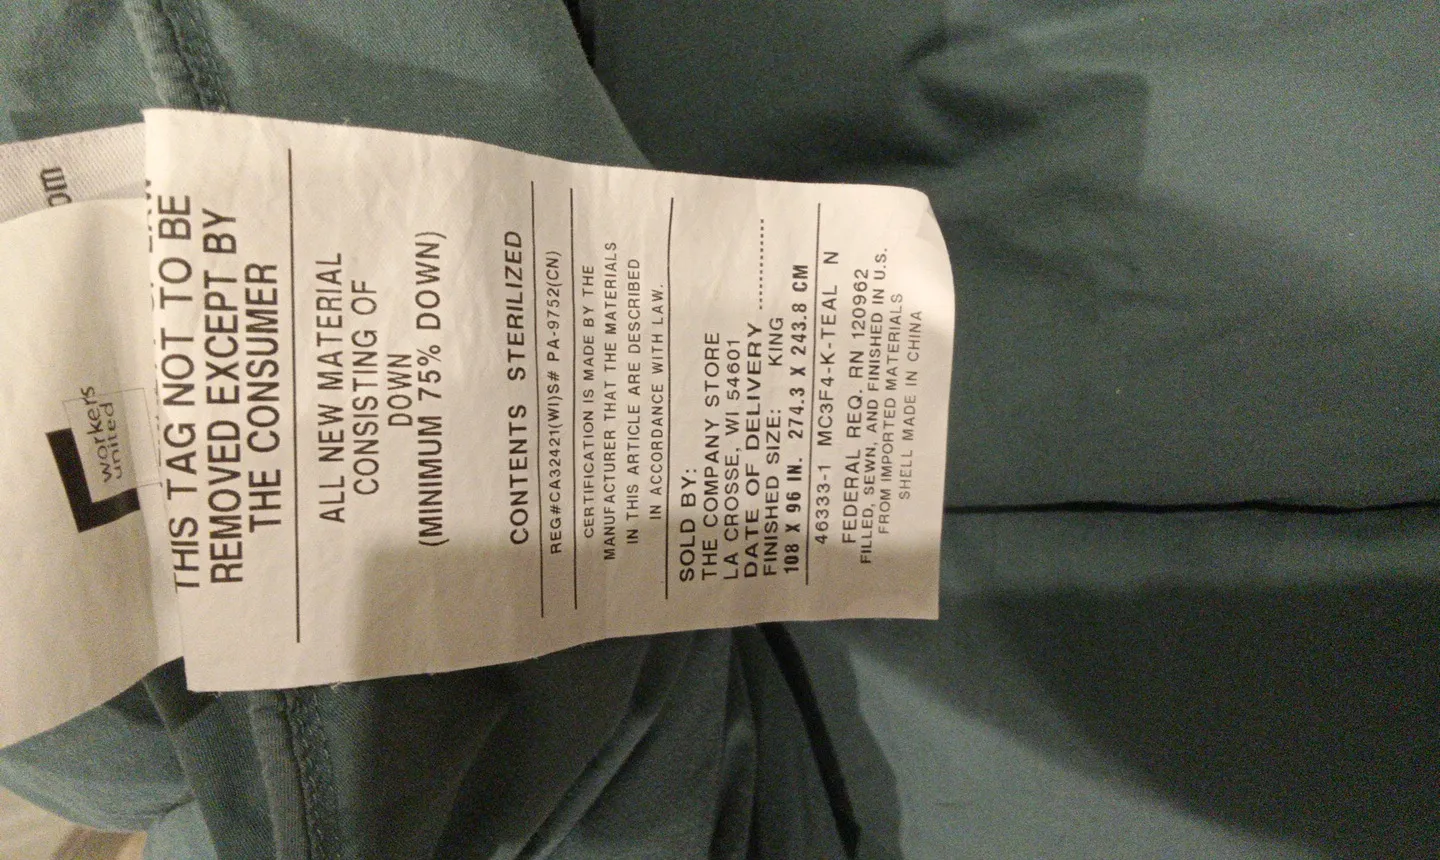 om
workers
united
THIS TAG NOT TO BE
REMOVED EXCEPT BY
THE CONSUMER
ALL NEW MATERIAL
CONSISTING OF
DOWN
(MINIMUM 75% DOWN)
CONTENTS STERILIZED
REG#CA32421(WI)S# PA-9752(CN)
CERTIFICATION IS MADE BY THE
MANUFACTURER THAT THE MATERIALS
IN THIS ARTICLE ARE DESCRIBED
IN ACCORDANCE WITH LAW.
SOLD BY:
THE COMPANY STORE
LA CROSSE, WI 54601
DATE OF DELIVERY ............
FINISHED SIZE: KING
108 X 96 IN. 274.3 X 243.8 CM
46333-1 MC3F4-K-TEAL N
FEDERAL REQ. RN 120962
FILLED, SEWN, AND FINISHED IN U.S.
FROM IMPORTED MATERIALS
SHELL MADE IN CHINA